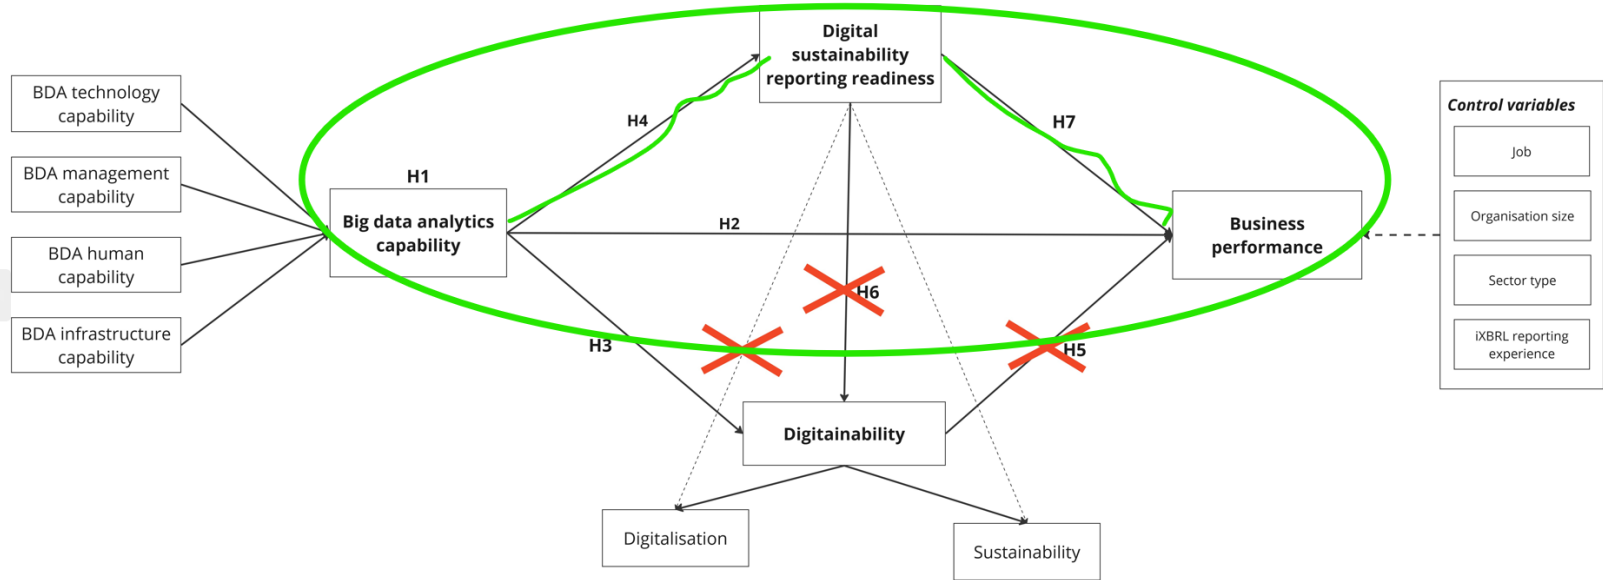 Digital
sustainability
reporting readiness
BDA technology
capability
BDA management
capability
BDA human
capability
BDA infrastructure
capability
H4
H7
H1
Big data analytics
capability
H2
Business
performance
H6
H3
H5
Digitainability
Digitalisation
Sustainability
Control variables
Job
Organisation size
Sector type
iXBRL reporting
experience